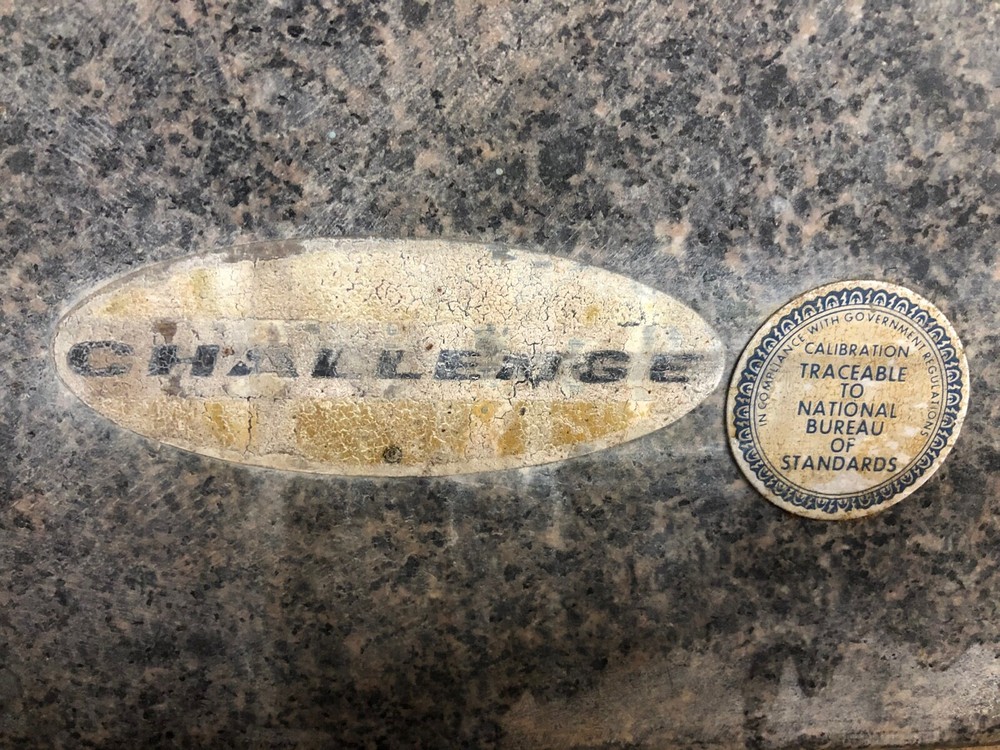 CHALLENGE
IN COMPLIANCE WITH GOVERNMENT REGULATIONS
CALIBRATION
TRACEABLE
TO
NATIONAL
BUREAU
OF
STANDARDS